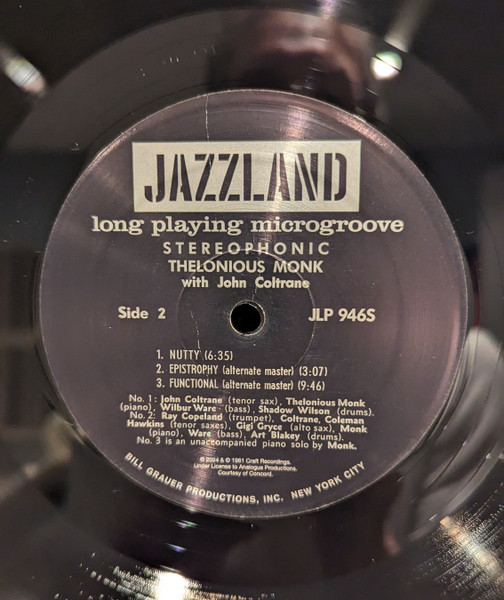 JAZZLAND
long playing microgroove
STEREOPHONIC
THELONIOUS MONK
with John Coltrane
Side 2
JLP 946S
1. NUTTY (6:35)
2. EPISTROPHY (alternate master) (3:07)
3. FUNCTIONAL (alternate master) (9:46)
No. 1: John Coltrane (tenor sax), Thelonious Monk
(piano), Wilbur Ware (bass), Shadow Wilson (drums).
No. 2: Ray Copeland (trumpet), Coltrane, Coleman
Hawkins (tenor saxes), Gigi Gryce (alto sax), Monk
(piano), Ware (bass), Art Blakey (drums).
No. 3 is an unaccompanied piano solo by Monk.
℗ 2024 & © 1961 Craft Recordings.
Under License to Analogue Productions.
Courtesy of Concord.
BILL GRAUER PRODUCTIONS, INC. NEW YORK CITY